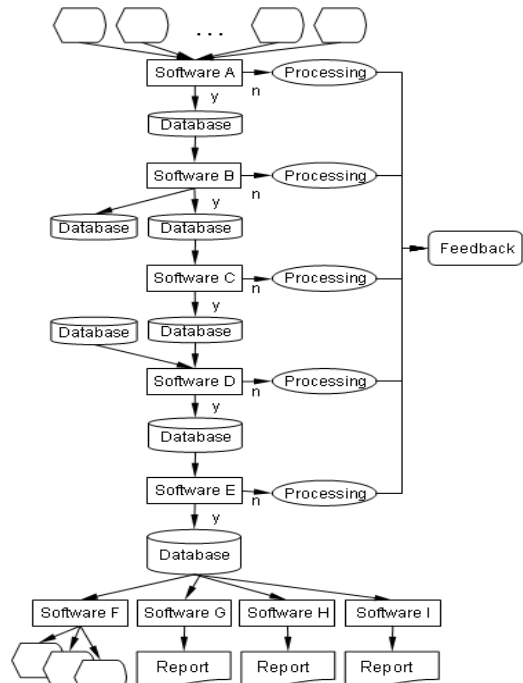 ...
Software A
Processing
y
n
Database
Software B
Processing
y
n
Database
Database
Feedback
Software C
Processing
y
n
Database
Database
Software D
Processing
y
n
Database
Software E
Processing
y
n
Database
Software F
Software G
Software H
Software I
Report
Report
Report